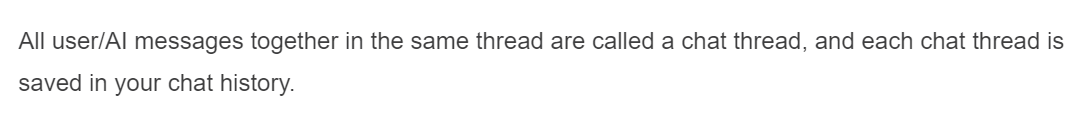 All user/AI messages together in the same thread are called a chat thread, and each chat thread is
saved in your chat history.